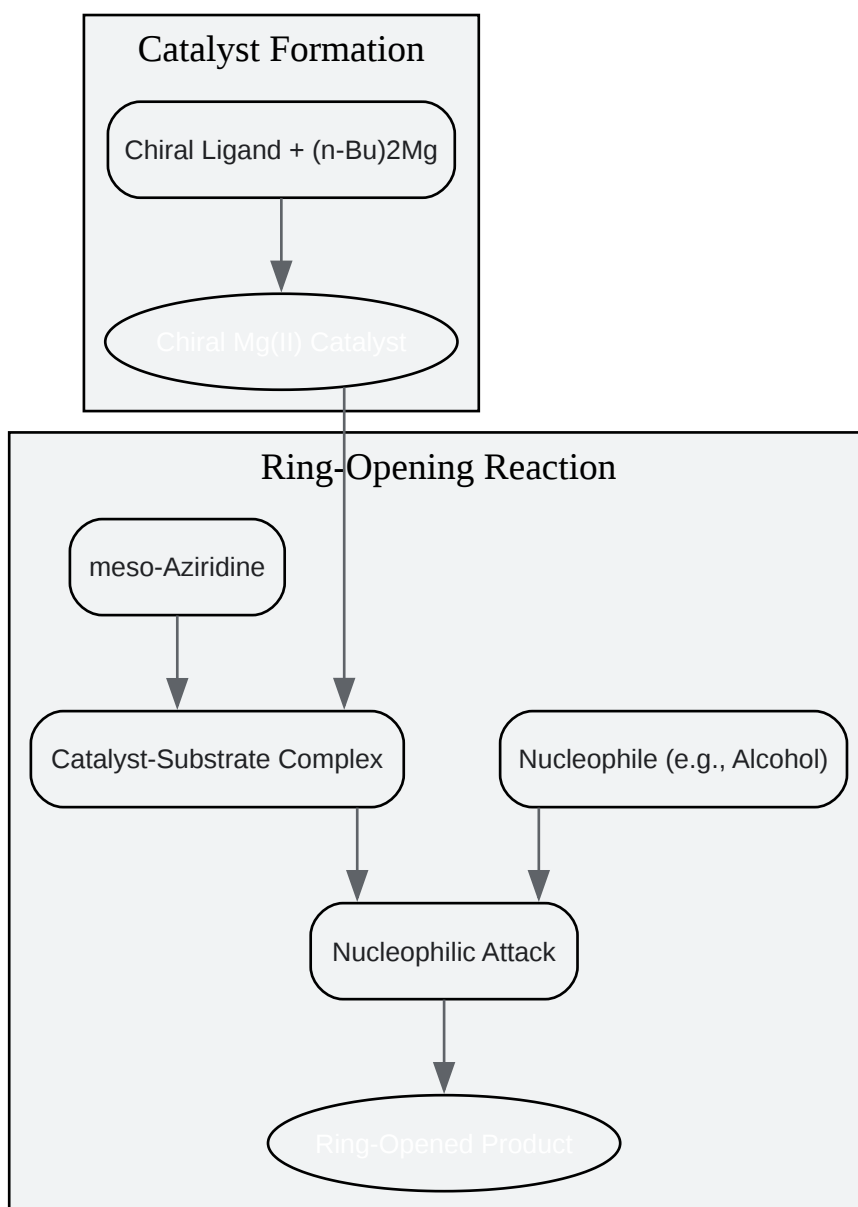 Catalyst Formation
Chiral Ligand + (n-Bu)2Mg
Chiral Mg(II) Catalyst
Ring-Opening Reaction
meso-Aziridine
Catalyst-Substrate Complex
Nucleophile (e.g., Alcohol)
Nucleophilic Attack
Ring-Opened Product